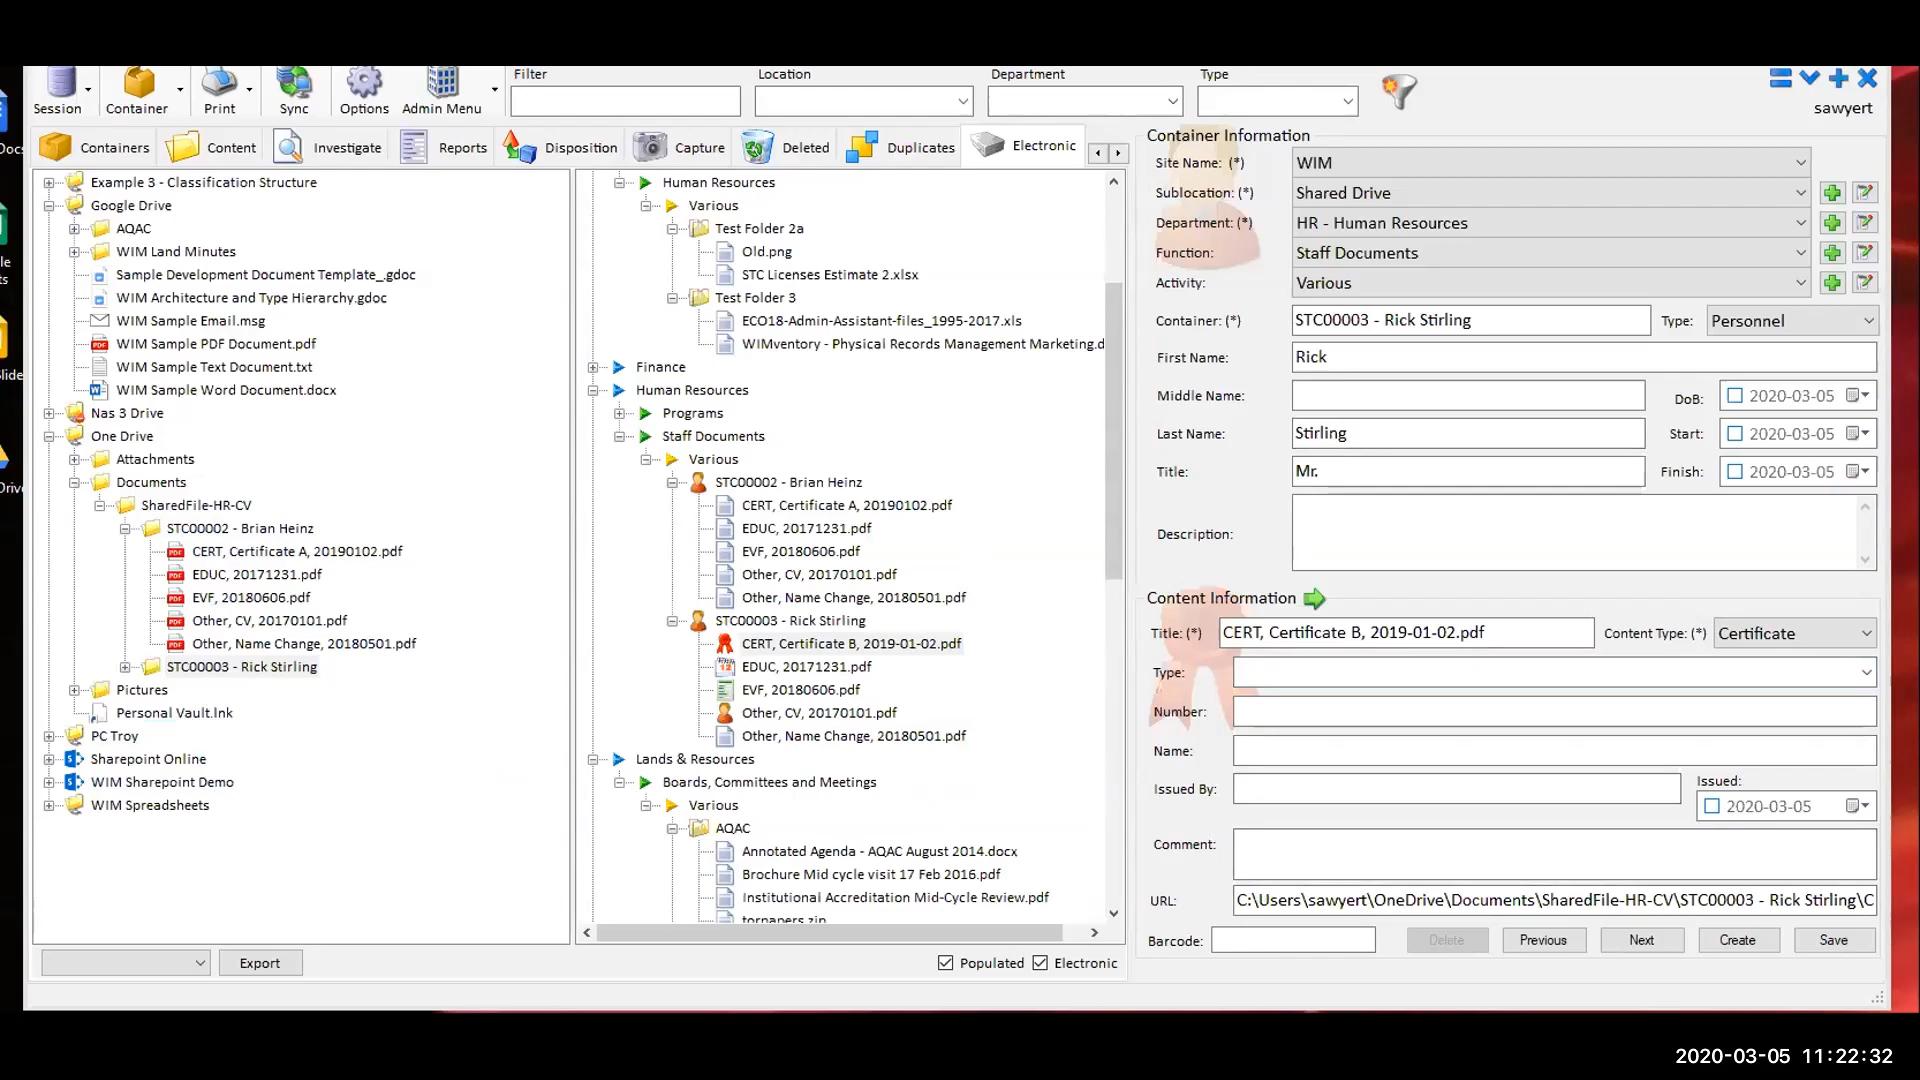 Filter
Location
Department
Type
Session
Container
Print
Sync
Options
Admin Menu
sawyert
Containers
Content
Investigate
Reports
Disposition
Capture
Deleted
Duplicates
Electronic
Example 3 - Classification Structure
Google Drive
AQAC
WIM Land Minutes
Sample Development Document Template_.gdoc
WIM Architecture and Type Hierarchy.gdoc
WIM Sample Email.msg
WIM Sample PDF Document.pdf
WIM Sample Text Document.txt
WIM Sample Word Document.docx
Nas 3 Drive
One Drive
Attachments
Documents
SharedFile-HR-CV
STC00002 - Brian Heinz
CERT, Certificate A, 20190102.pdf
EDUC, 20171231.pdf
EVF, 20180606.pdf
Other, CV, 20170101.pdf
Other, Name Change, 20180501.pdf
STC00003 - Rick Stirling
Pictures
Personal Vault.lnk
PC Troy
Sharepoint Online
WIM Sharepoint Demo
WIM Spreadsheets
Export
Human Resources
Various
Test Folder 2a
Old.png
STC Licenses Estimate 2.xlsx
Test Folder 3
ECO18-Admin-Assistant-files_1995-2017.xls
WIMventory - Physical Records Management Marketing.d
Finance
Human Resources
Programs
Staff Documents
Various
STC00002 - Brian Heinz
CERT, Certificate A, 20190102.pdf
EDUC, 20171231.pdf
EVF, 20180606.pdf
Other, CV, 20170101.pdf
Other, Name Change, 20180501.pdf
STC00003 - Rick Stirling
CERT, Certificate B, 2019-01-02.pdf
EDUC, 20171231.pdf
EVF, 20180606.pdf
Other, CV, 20170101.pdf
Other, Name Change, 20180501.pdf
Lands & Resources
Boards, Committees and Meetings
Various
AQAC
Annotated Agenda - AQAC August 2014.docx
Brochure Mid cycle visit 17 Feb 2016.pdf
Institutional Accreditation Mid-Cycle Review.pdf
Populated
Electronic
Container Information
Site Name: (*) WIM
Sublocation: (*) Shared Drive
Department: (*) HR - Human Resources
Function: Staff Documents
Activity: Various
Container: (*) STC00003 - Rick Stirling Type: Personnel
First Name: Rick
Middle Name: DoB: 2020-03-05
Last Name: Stirling Start: 2020-03-05
Title: Mr. Finish: 2020-03-05
Description:
Content Information
Title: (*) CERT, Certificate B, 2019-01-02.pdf Content Type: (*) Certificate
Type:
Number:
Name:
Issued By: Issued:
2020-03-05
Comment:
URL: C:\Users\sawyert\OneDrive\Documents\SharedFile-HR-CV\STC00003 - Rick Stirling\C
Barcode: Delete Previous Next Create Save
2020-03-05 11:22:32